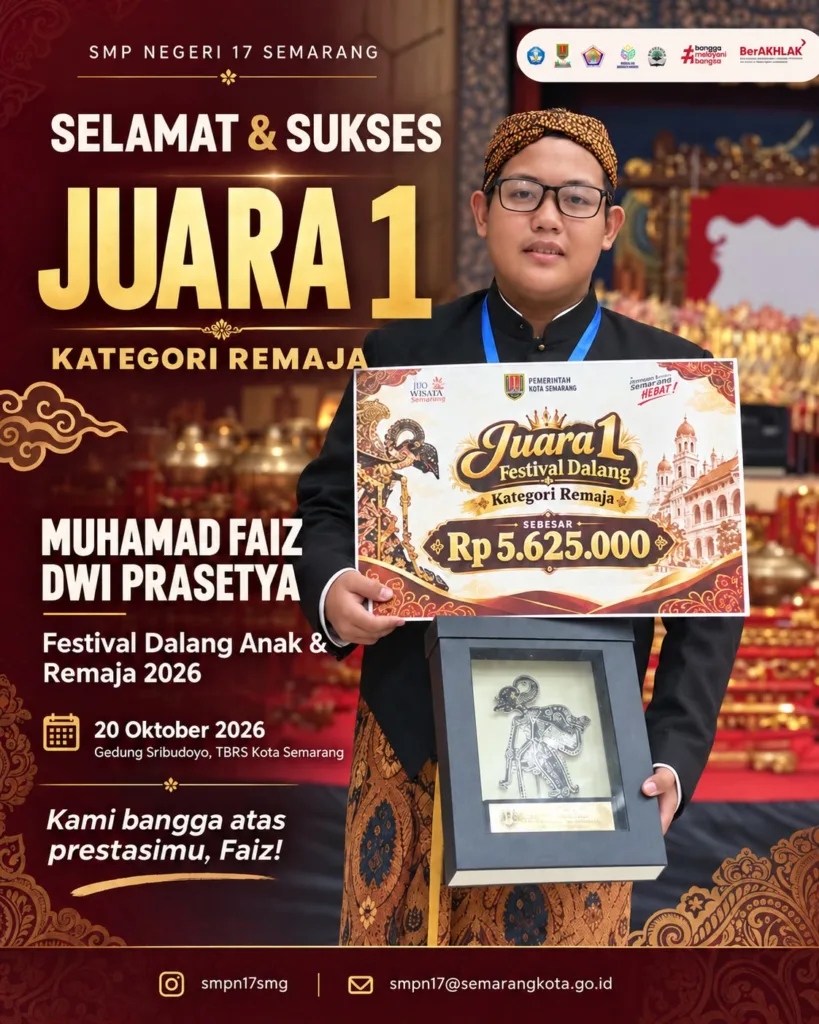 SMP NEGERI 17 SEMARANG
bangga
melayani
bangsa
BerAKHLAK
SELAMAT & SUKSES
JUARA 1
KATEGORI REMAJA
WISATA
Semarang
PEMERINTAH
KOTA SEMARANG
Semarang
HEBAT!
Juara 1
Festival Dalang
Kategori Remaja
SEBESAR
Rp 5.625.000
MUHAMAD FAIZ
DWI PRASETYA
Festival Dalang Anak &
Remaja 2026
20 Oktober 2026
Gedung Sribudoyo, TBRS Kota Semarang
Kami bangga atas
prestasimu, Faiz!
smpn17smg
smpn17@semarangkota.go.id